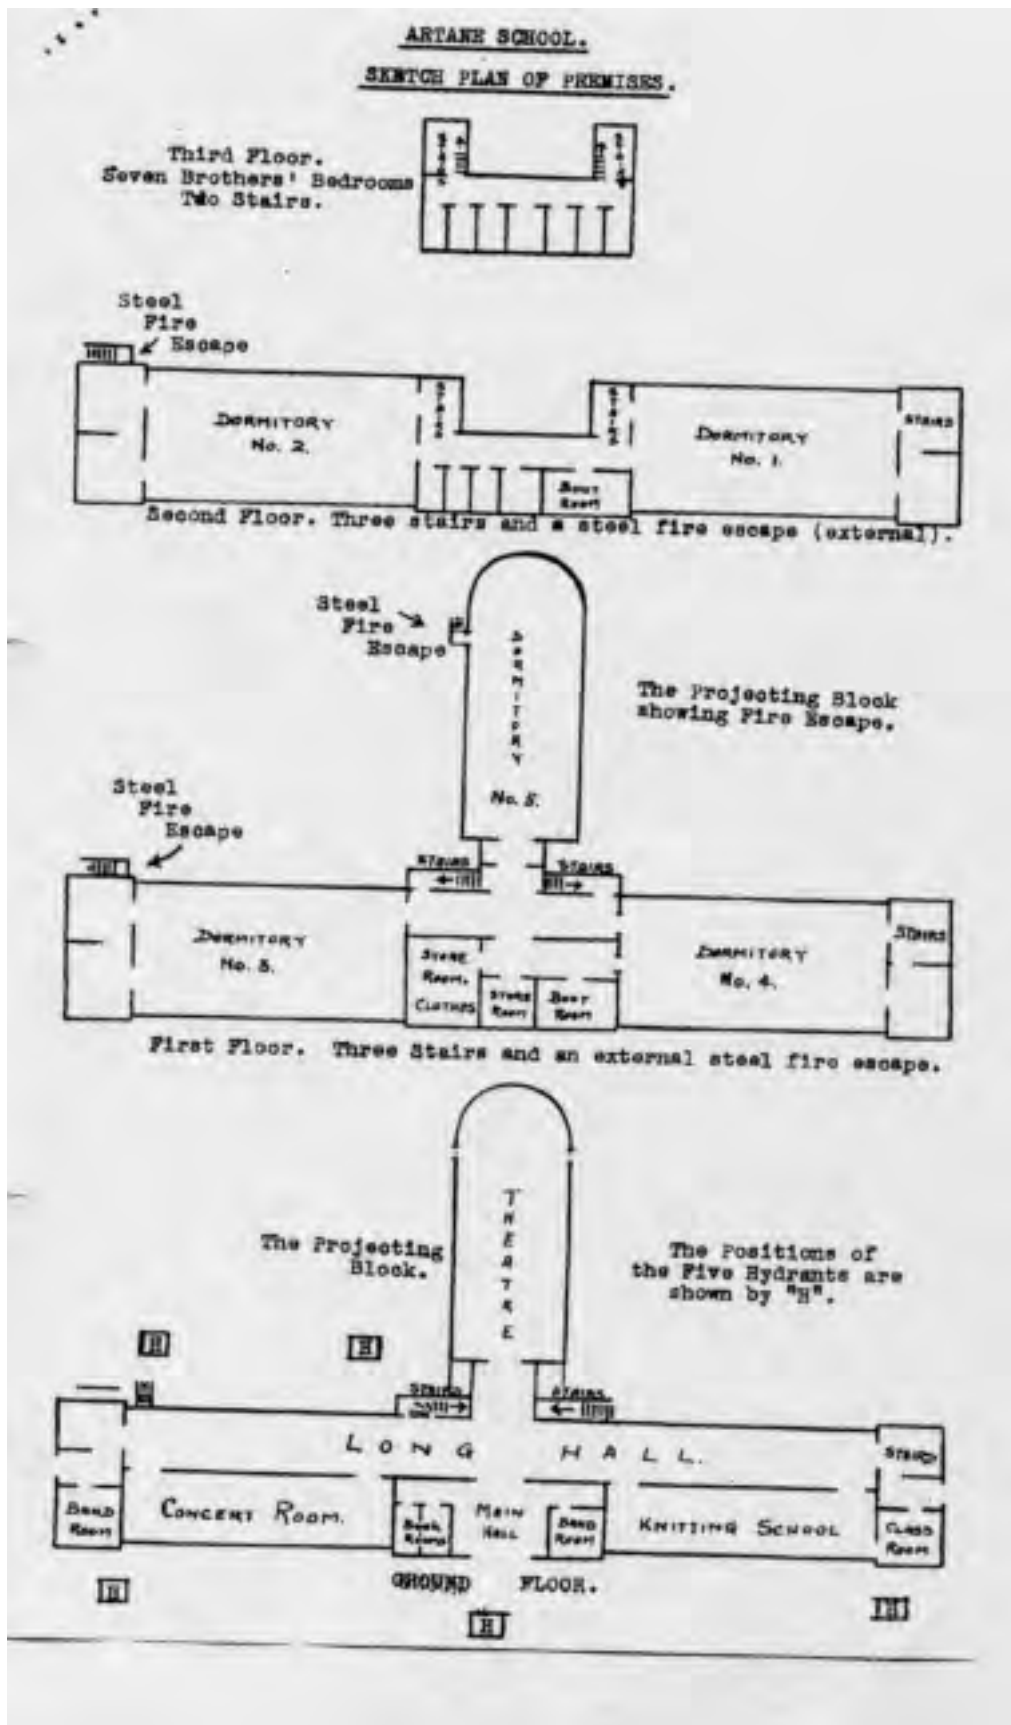 ARTANE SCHOOL.
SKETCH PLAN OF PREMISES.
Third Floor.
Seven Brothers' Bedrooms
Two Stairs.
STAIRS
STAIRS
Steel
Fire
Escape
DORMITORY
No. 2.
STAIRS
STAIRS
DORMITORY
No. 1.
STAIRS
BOOT
ROOM
Second Floor. Three stairs and a steel fire escape (external).
Steel
Fire
Escape
DORMITORY
No. 5.
The Projecting Block
showing Fire Escape.
Steel
Fire
Escape
STAIRS
STAIRS
DORMITORY
No. 3.
STORE
ROOM.
CLOTHES
STORE
ROOM
BOOT
ROOM
DORMITORY
No. 4.
STAIRS
First Floor. Three Stairs and an external steel fire escape.
THEATRE
The Projecting
Block.
The Positions of
the Five Hydrants are
shown by "H".
H
H
STAIRS
STAIRS
LONG HALL.
STAIRS
BAND
ROOM
CONCERT ROOM.
ROOMS
MAIN
HALL
BAND
ROOM
KNITTING SCHOOL
CLASS
ROOM
GROUND FLOOR.
H
H
H